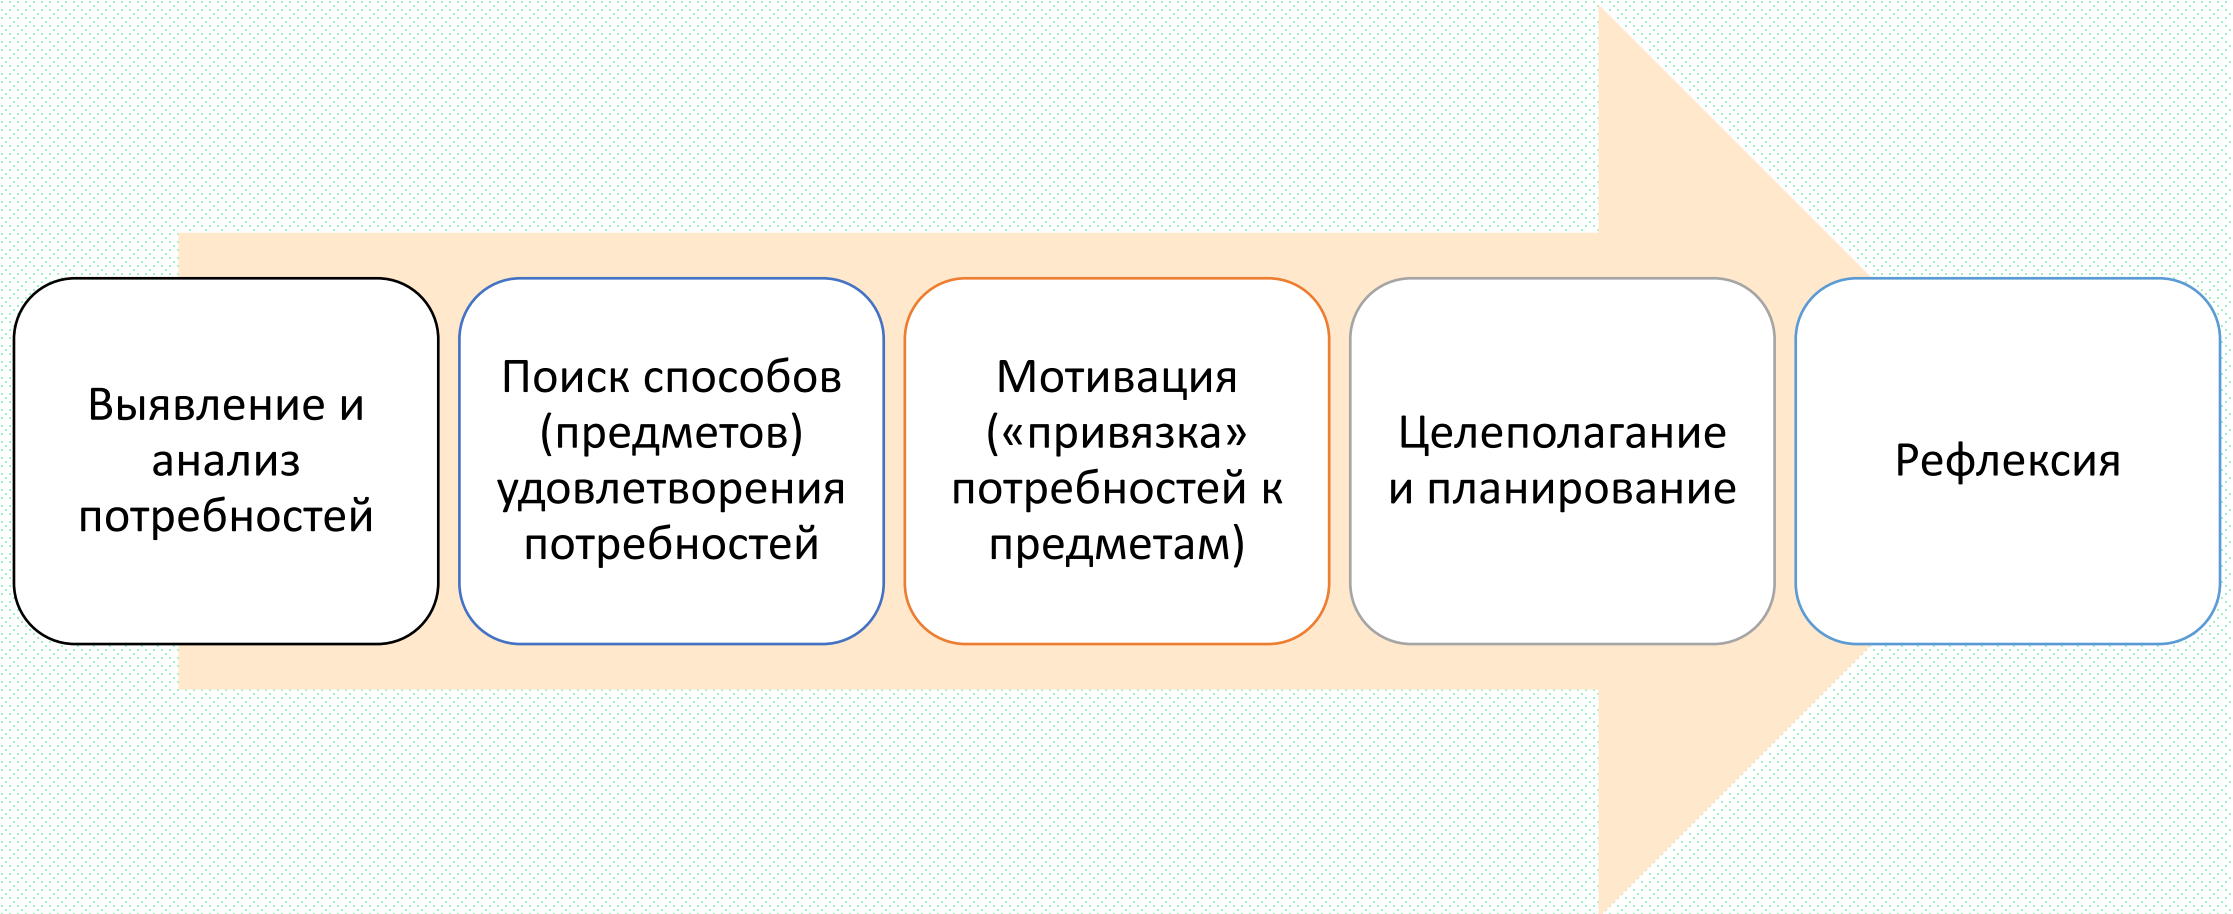 Выявление и
анализ
потребностей
Поиск способов
(предметов)
удовлетворения
потребностей
Мотивация
(«привязка»
потребностей к
предметам)
Целеполагание
и планирование
Рефлексия